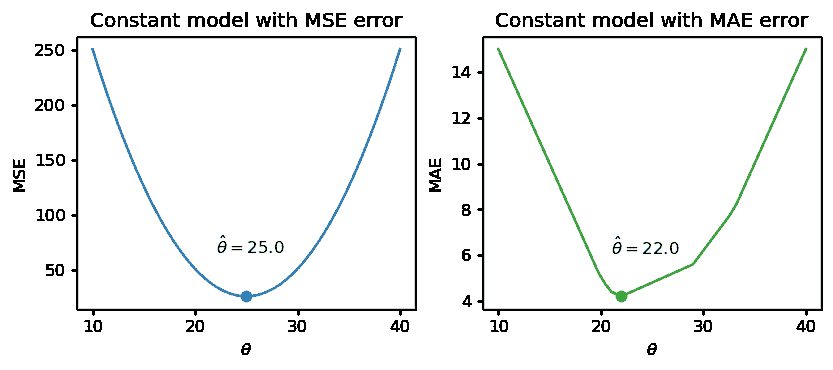 Constant model with MSE error
250
200
150
100
50
MSE
θ̂ = 25.0
10
20
30
40
θ
Constant model with MAE error
14
12
10
8
6
4
MAE
θ̂ = 22.0
10
20
30
40
θ